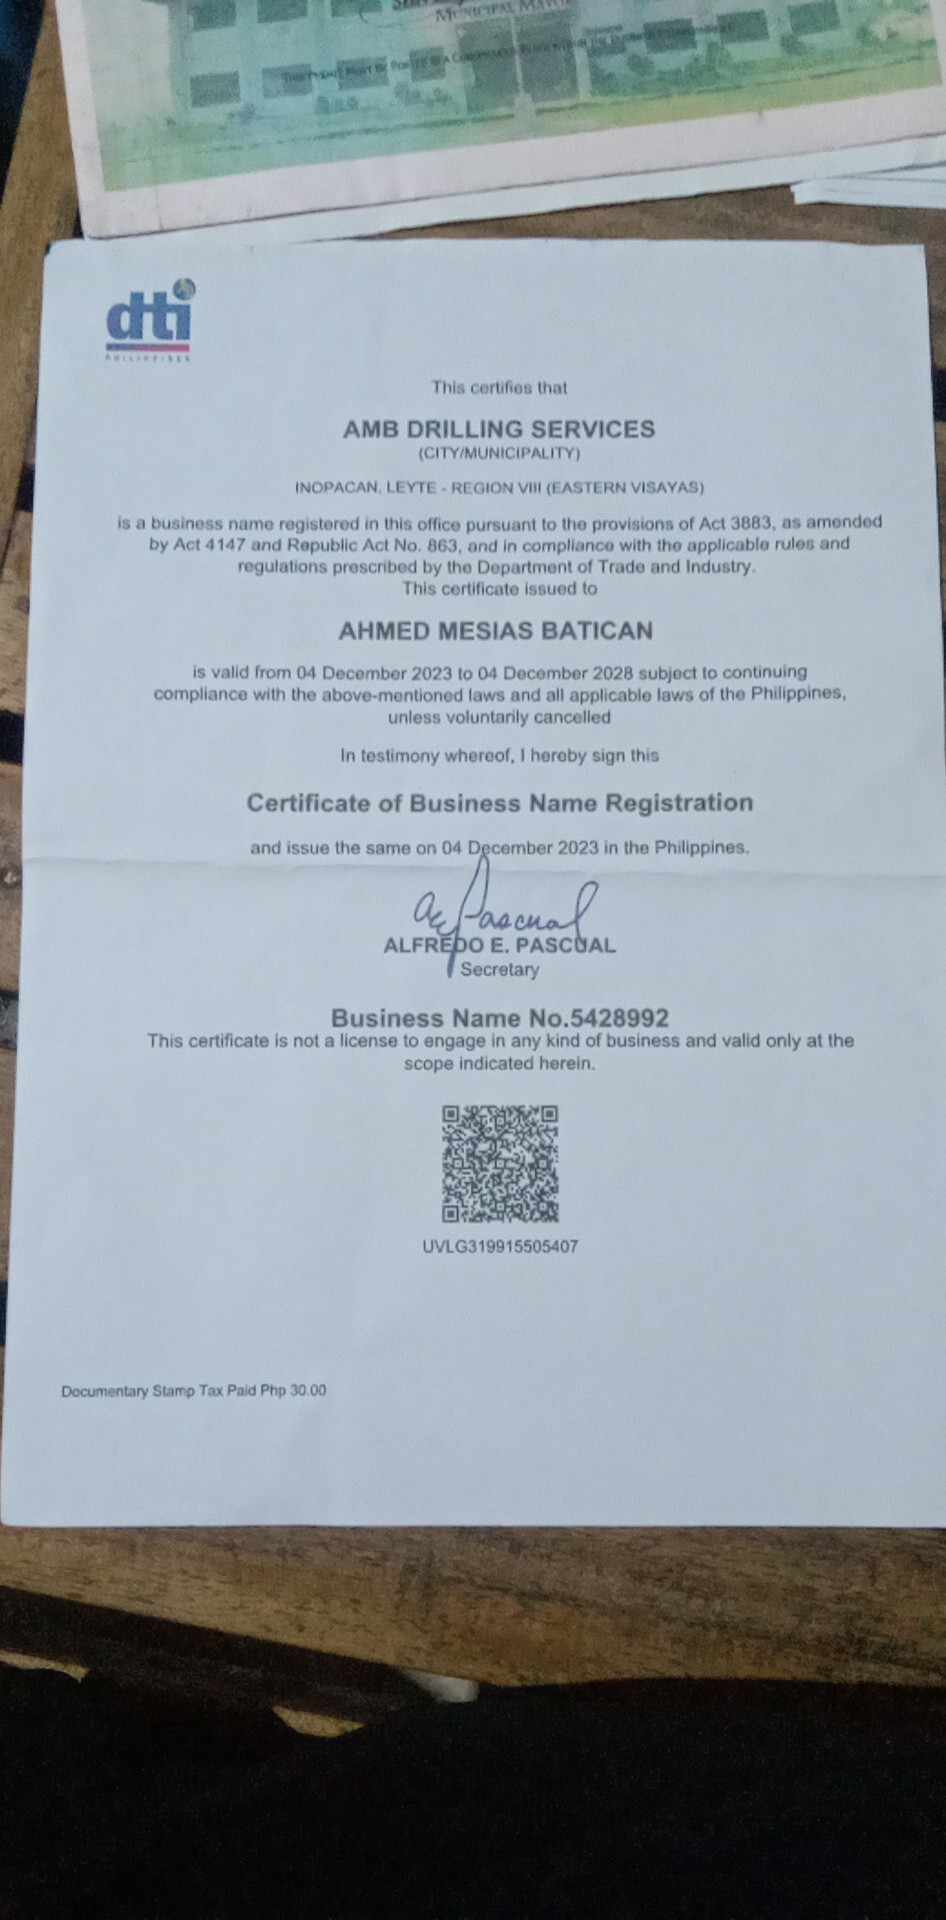 MUNICIPAL MAYOR
dti
PHILIPPINES
This certifies that
AMB DRILLING SERVICES
(CITY/MUNICIPALITY)
INOPACAN, LEYTE - REGION VIII (EASTERN VISAYAS)
is a business name registered in this office pursuant to the provisions of Act 3883, as amended
by Act 4147 and Republic Act No. 863, and in compliance with the applicable rules and
regulations prescribed by the Department of Trade and Industry.
This certificate issued to
AHMED MESIAS BATICAN
is valid from 04 December 2023 to 04 December 2028 subject to continuing
compliance with the above-mentioned laws and all applicable laws of the Philippines,
unless voluntarily cancelled
In testimony whereof, I hereby sign this
Certificate of Business Name Registration
and issue the same on 04 December 2023 in the Philippines.
ALFREDO E. PASCUAL
Secretary
Business Name No.5428992
This certificate is not a license to engage in any kind of business and valid only at the
scope indicated herein.
UVLG319915505407
Documentary Stamp Tax Paid Php 30.00